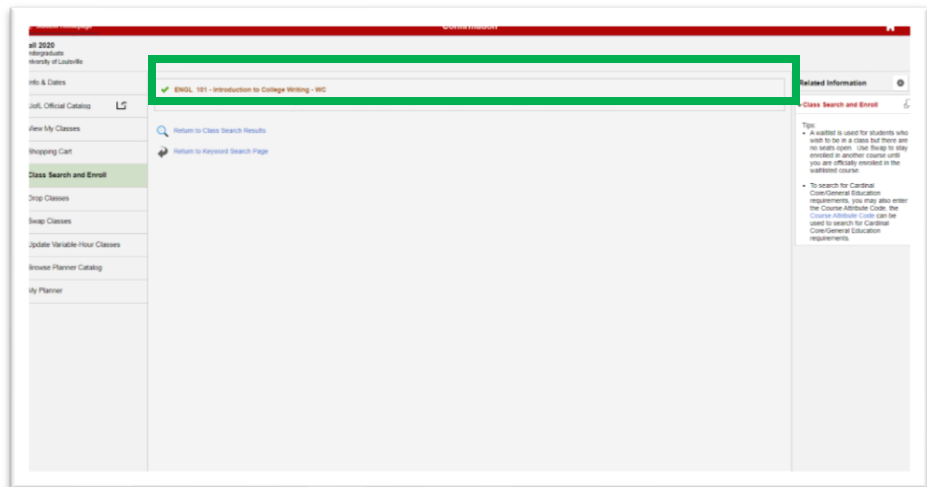 Confirmation
2020
Undergraduate
University of Louisville
Info & Dates
UofL Official Catalog
View My Classes
Shopping Cart
Class Search and Enroll
Drop Classes
Swap Classes
Update Variable-Hour Classes
Browse Planner Catalog
My Planner
ENGL 101 - Introduction to College Writing - WC
Return to Class Search Results
Return to Keyword Search Page
Related Information
Class Search and Enroll
Tips:
• A waitlist is used for students who
wish to be in a class but there are
no seats open. Use Swap to stay
enrolled in another course until
you are officially enrolled in the
waitlisted course.
• To search for Cardinal
Core/General Education
requirements, you may also enter
the Course Attribute Code, the
Course Attribute Code can be
used to search for Cardinal
Core/General Education
requirements.